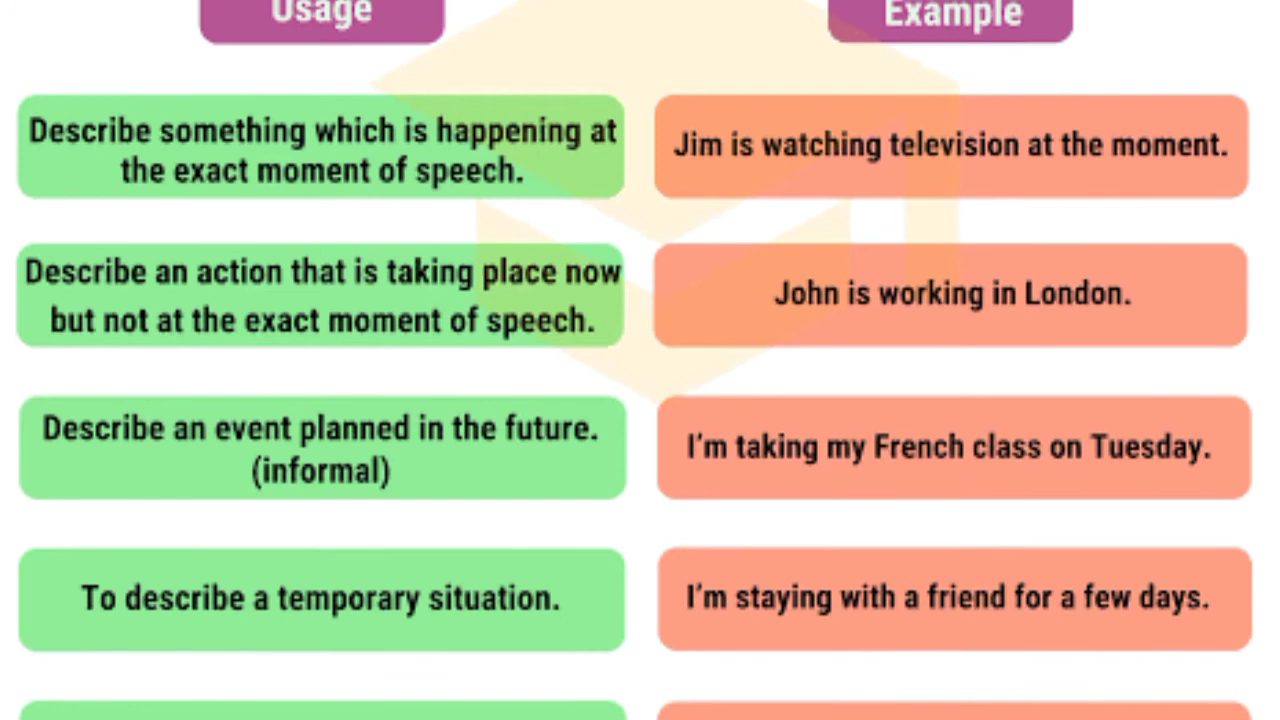 Usage
Example
Describe something which is happening at
the exact moment of speech.
Jim is watching television at the moment.
Describe an action that is taking place now
but not at the exact moment of speech.
John is working in London.
Describe an event planned in the future.
(informal)
I'm taking my French class on Tuesday.
To describe a temporary situation.
I'm staying with a friend for a few days.